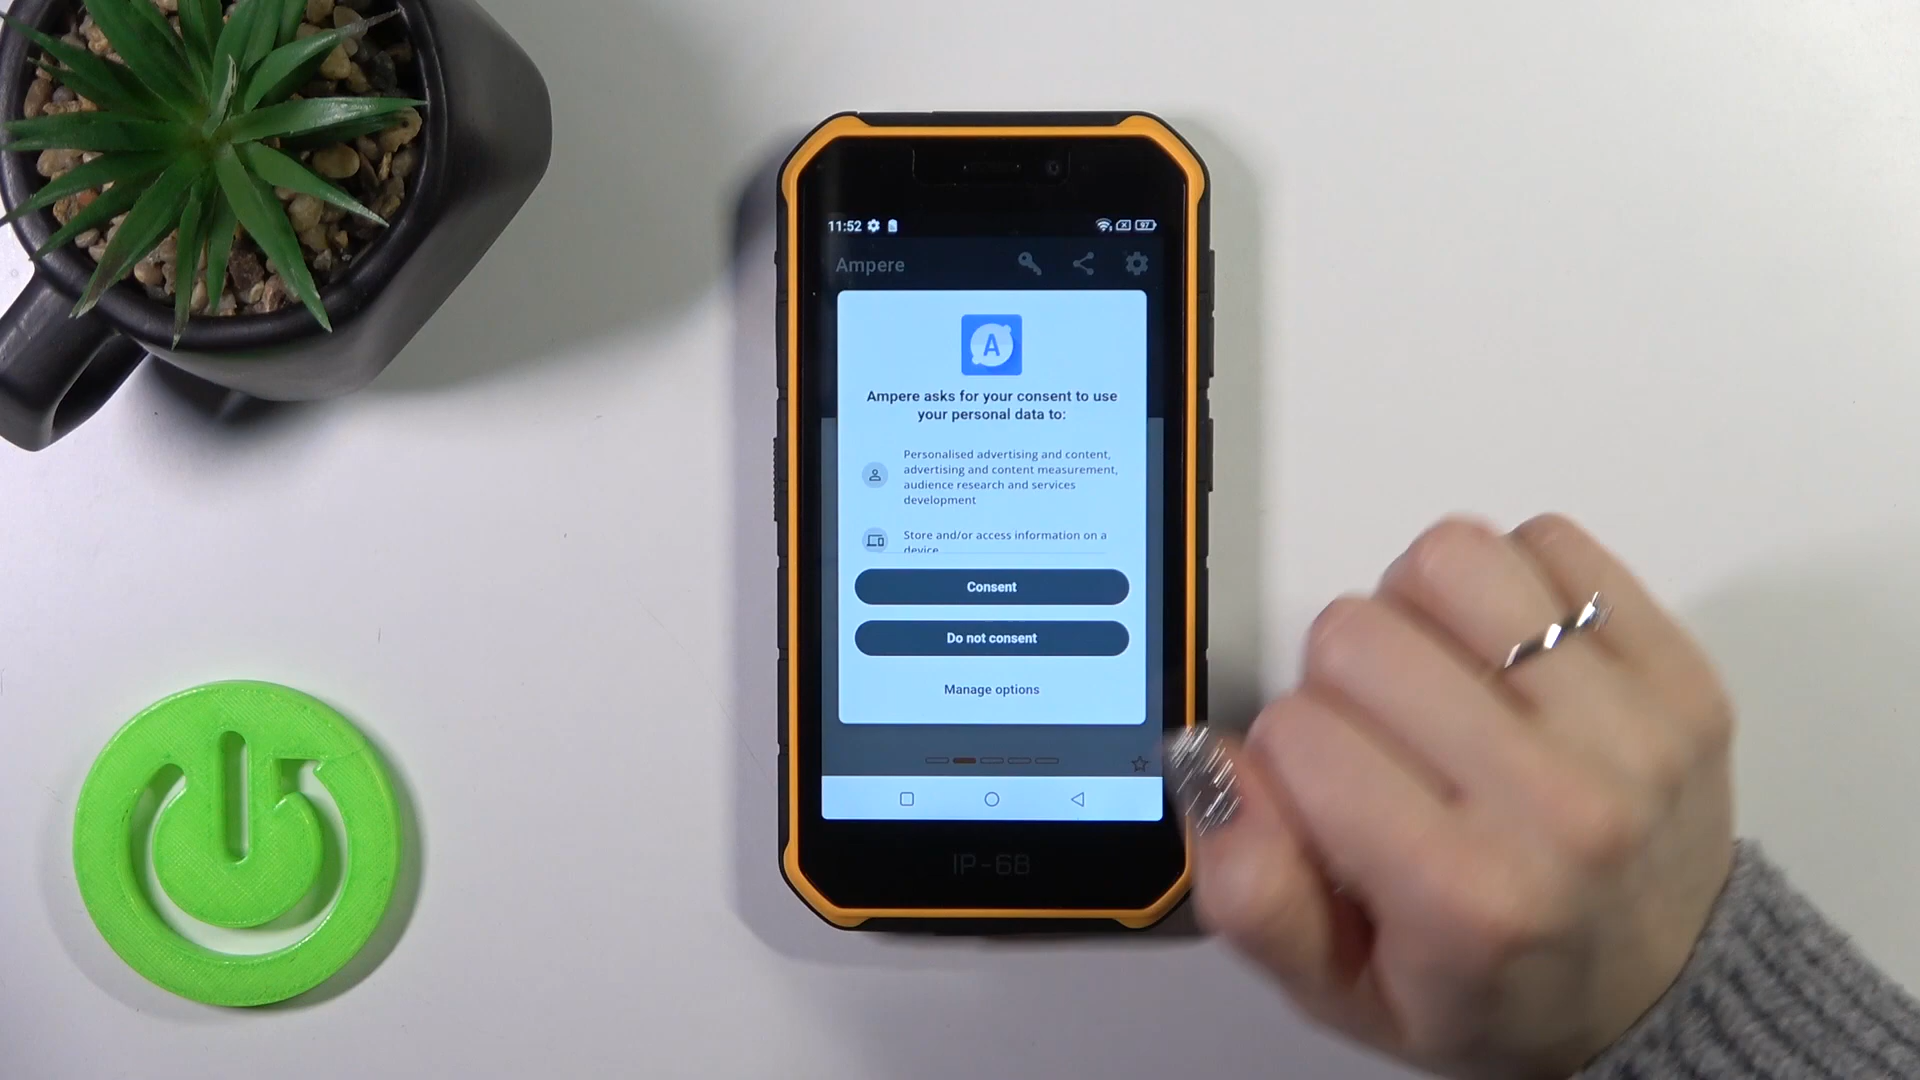 11:52
97
Ampere
A
Ampere asks for your consent to use
your personal data to:
Personalised advertising and content,
advertising and content measurement,
audience research and services
development
Store and/or access information on a
device
Consent
Do not consent
Manage options
IP-68